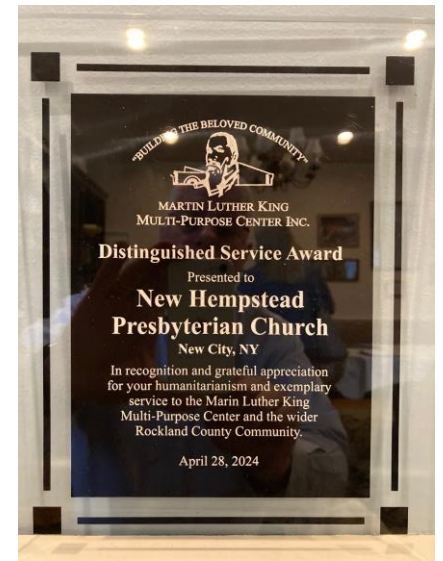 "BUILDING THE BELOVED COMMUNITY"
MARTIN LUTHER KING
MULTI-PURPOSE CENTER INC.
Distinguished Service Award
Presented to
New Hempstead
Presbyterian Church
New City, NY
In recognition and grateful appreciation
for your humanitarianism and exemplary
service to the Marin Luther King
Multi-Purpose Center and the wider
Rockland County Community.
April 28, 2024